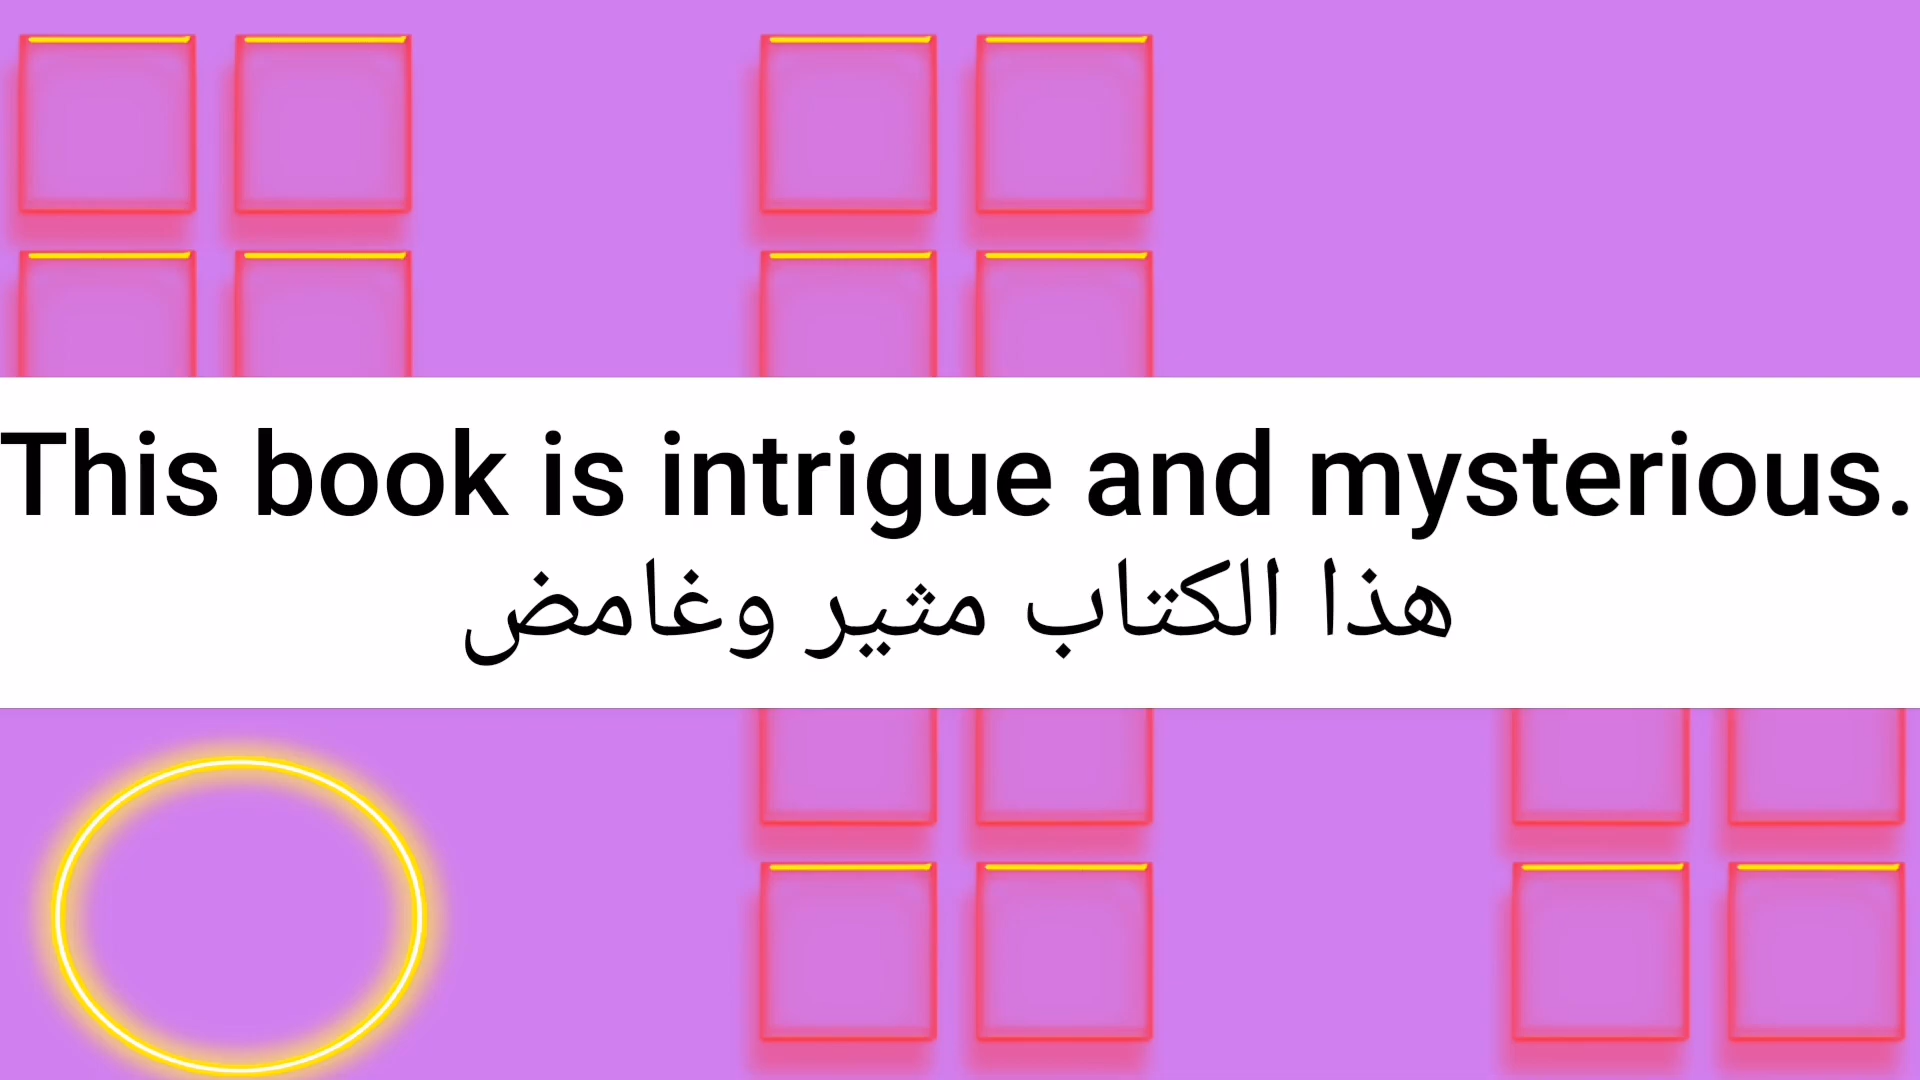 This book is intrigue and mysterious.
هذا الكتاب مثير وغامض